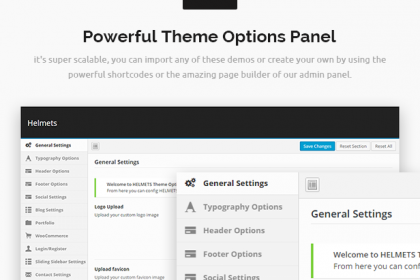 Powerful Theme Options Panel
it's super scalable, you can import any of these demos or create your own by using the
powerful shortcodes or the amazing page builder of our admin panel.
Helmets
General Settings
Save Changes
Reset Section
Reset All
Typography Options
Header Options
Footer Options
Social Settings
Blog Settings
Portfolio
WooCommerce
Login/Register
Sliding Sidebar Settings
Contact Settings
General Settings
Welcome to HELMETS Theme Opti
From here you can config HELMETS
Logo Upload
Upload your custom logo image
Upload favicon
Upload your custom favicon image
General Settings
Typography Options
Header Options
Footer Options
Social Settings
General Settings
Welcome to HELMETS
From here you can conf